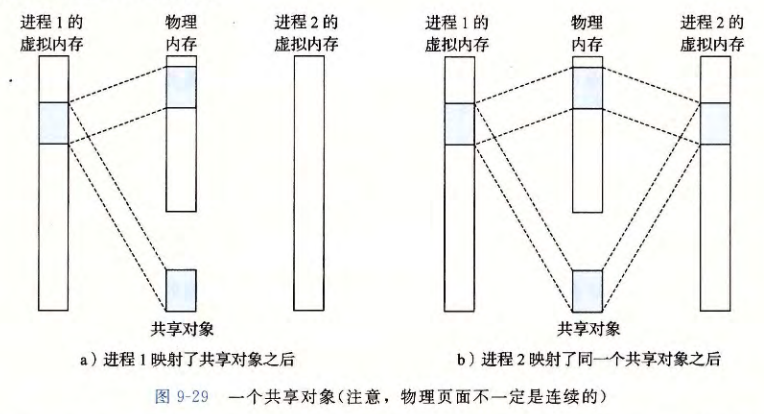 进程 1 的
虚拟内存
物理
内存
进程 2 的
虚拟内存
共享对象
a）进程 1 映射了共享对象之后
进程 1 的
虚拟内存
物理
内存
进程 2 的
虚拟内存
共享对象
b）进程 2 映射了同一个共享对象之后
图 9-29 一个共享对象(注意，物理页面不一定是连续的)